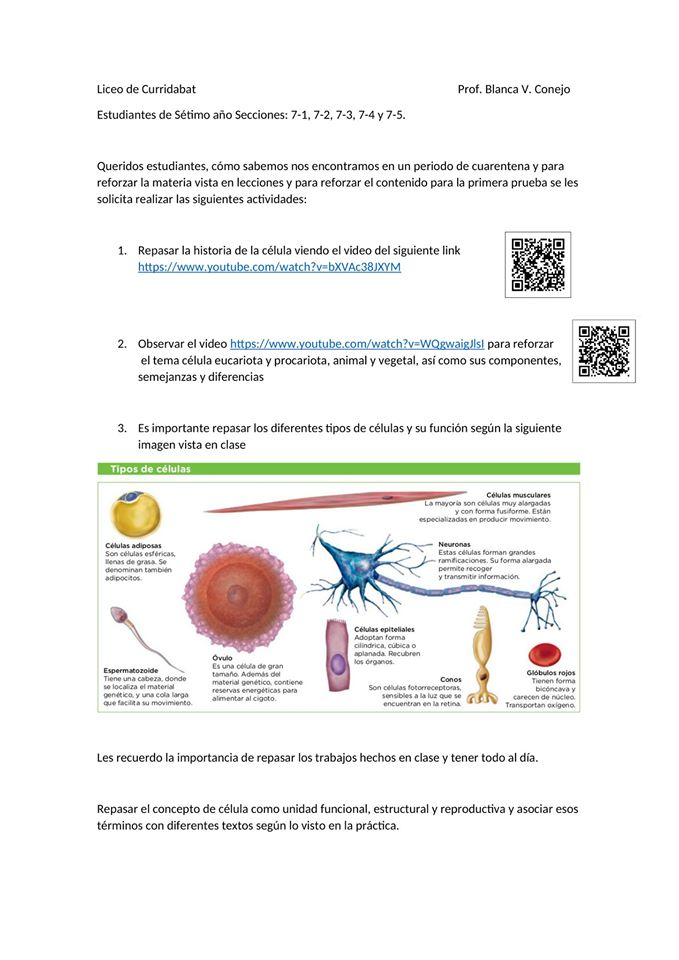 Liceo de Curridabat Prof. Blanca V. Conejo
Estudiantes de Sétimo año Secciones: 7-1, 7-2, 7-3, 7-4 y 7-5.
Queridos estudiantes, cómo sabemos nos encontramos en un periodo de cuarentena y para
reforzar la materia vista en lecciones y para reforzar el contenido para la primera prueba se les
solicita realizar las siguientes actividades:
1. Repasar la historia de la célula viendo el video del siguiente link
https://www.youtube.com/watch?v=bXVAc38JXYM
2. Observar el video https://www.youtube.com/watch?v=WQgwaigJlsI para reforzar
el tema célula eucariota y procariota, animal y vegetal, así como sus componentes,
semejanzas y diferencias
3. Es importante repasar los diferentes tipos de células y su función según la siguiente
imagen vista en clase
Tipos de células
Células musculares
La mayoría son células muy alargadas
y con forma fusiforme. Están
especializadas en producir movimiento.
Células adiposas
Son células esféricas,
llenas de grasa. Se
denominan también
adipocitos.
Neuronas
Estas células forman grandes
ramificaciones. Su forma alargada
permite recoger
y transmitir información.
Espermatozoide
Tiene una cabeza, donde
se localiza el material
genético, y una cola larga
que facilita su movimiento.
Óvulo
Es una célula de gran
tamaño. Además del
material genético, contiene
reservas energéticas para
alimentar al cigoto.
Células epiteliales
Adoptan forma
cilíndrica, cúbica o
aplanada. Recubren
los órganos.
Conos
Son células fotorreceptoras,
sensibles a la luz que se
encuentran en la retina.
Glóbulos rojos
Tienen forma
bicóncava y
carecen de núcleo.
Transportan oxígeno.
Les recuerdo la importancia de repasar los trabajos hechos en clase y tener todo al día.
Repasar el concepto de célula como unidad funcional, estructural y reproductiva y asociar esos
términos con diferentes textos según lo visto en la práctica.